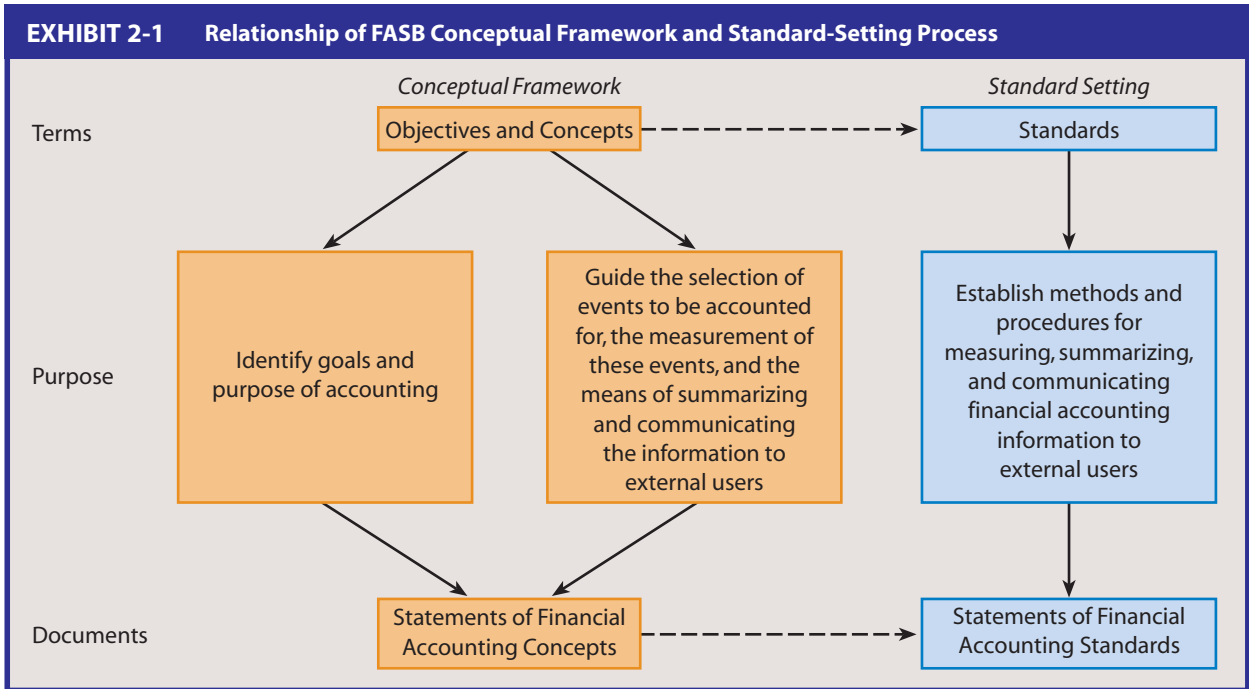 EXHIBIT 2-1 Relationship of FASB Conceptual Framework and Standard-Setting Process
Conceptual Framework
Standard Setting
Terms
Objectives and Concepts
Standards
Purpose
Identify goals and
purpose of accounting
Guide the selection of
events to be accounted
for, the measurement of
these events, and the
means of summarizing
and communicating
the information to
external users
Establish methods and
procedures for
measuring, summarizing,
and communicating
financial accounting
information to
external users
Documents
Statements of Financial
Accounting Concepts
Statements of Financial
Accounting Standards